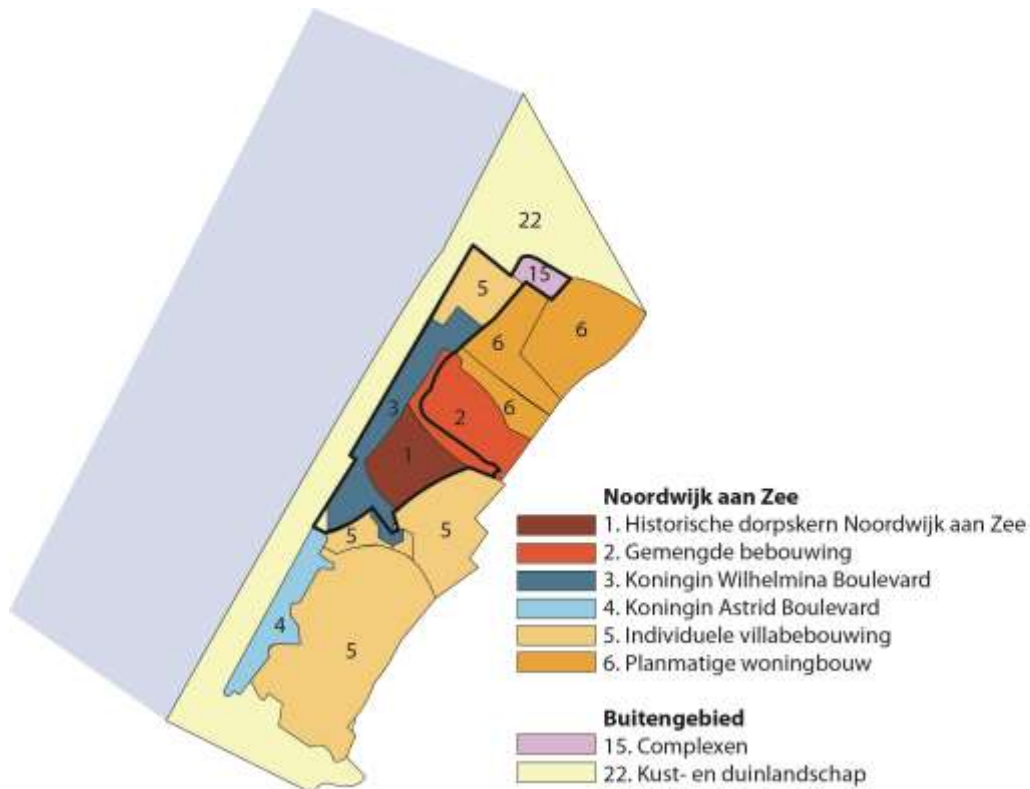 22
15
5
6
6
3
2
6
1
5
5
4
5
Noordwijk aan Zee
1. Historische dorpskern Noordwijk aan Zee
2. Gemengde bebouwing
3. Koningin Wilhelmina Boulevard
4. Koningin Astrid Boulevard
5. Individuele villabebouwing
6. Planmatige woningbouw
Buitengebied
15. Complexen
22. Kust- en duinlandschap